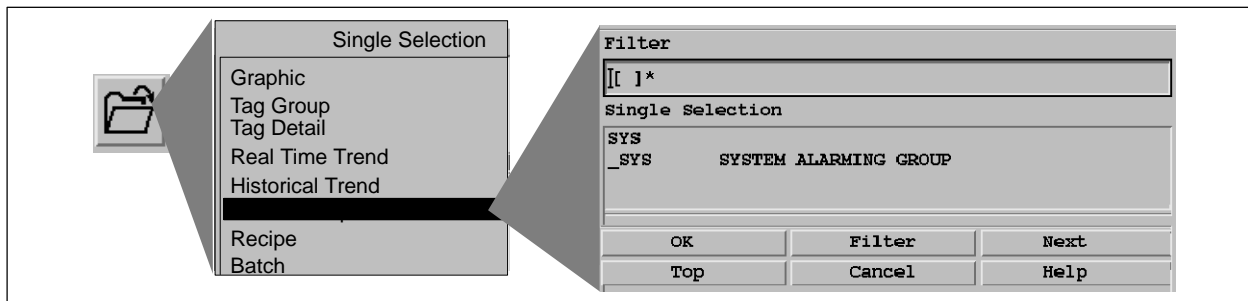 Single Selection
Graphic
Tag Group
Tag Detail
Real Time Trend
Historical Trend
Recipe
Batch
Filter
[ ]*
Single Selection
SYS
_SYS SYSTEM ALARMING GROUP
OK Filter Next
Top Cancel Help